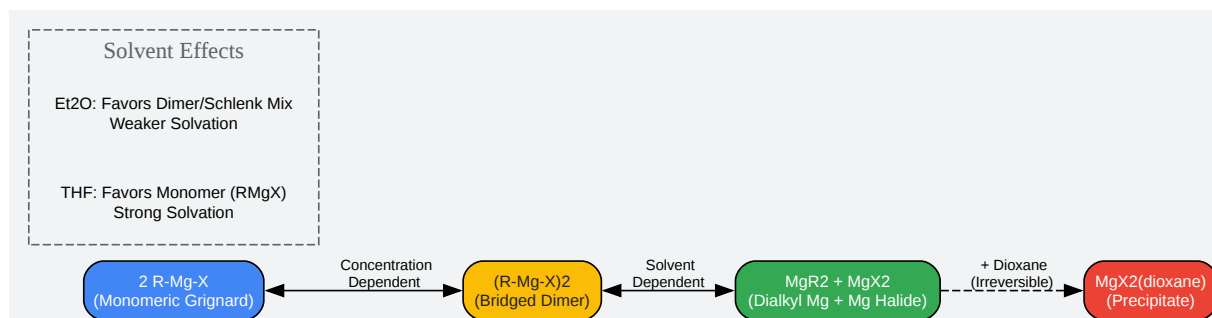 Solvent Effects
Et2O: Favors Dimer/Schlenk Mix
Weaker Solvation
THF: Favors Monomer (RMgX)
Strong Solvation
2 R-Mg-X
(Monomeric Grignard)
Concentration
Dependent
(R-Mg-X)2
(Bridged Dimer)
Solvent
Dependent
MgR2 + MgX2
(Dialkyl Mg + Mg Halide)
+ Dioxane
(Irreversible)
MgX2(dioxane)
(Precipitate)